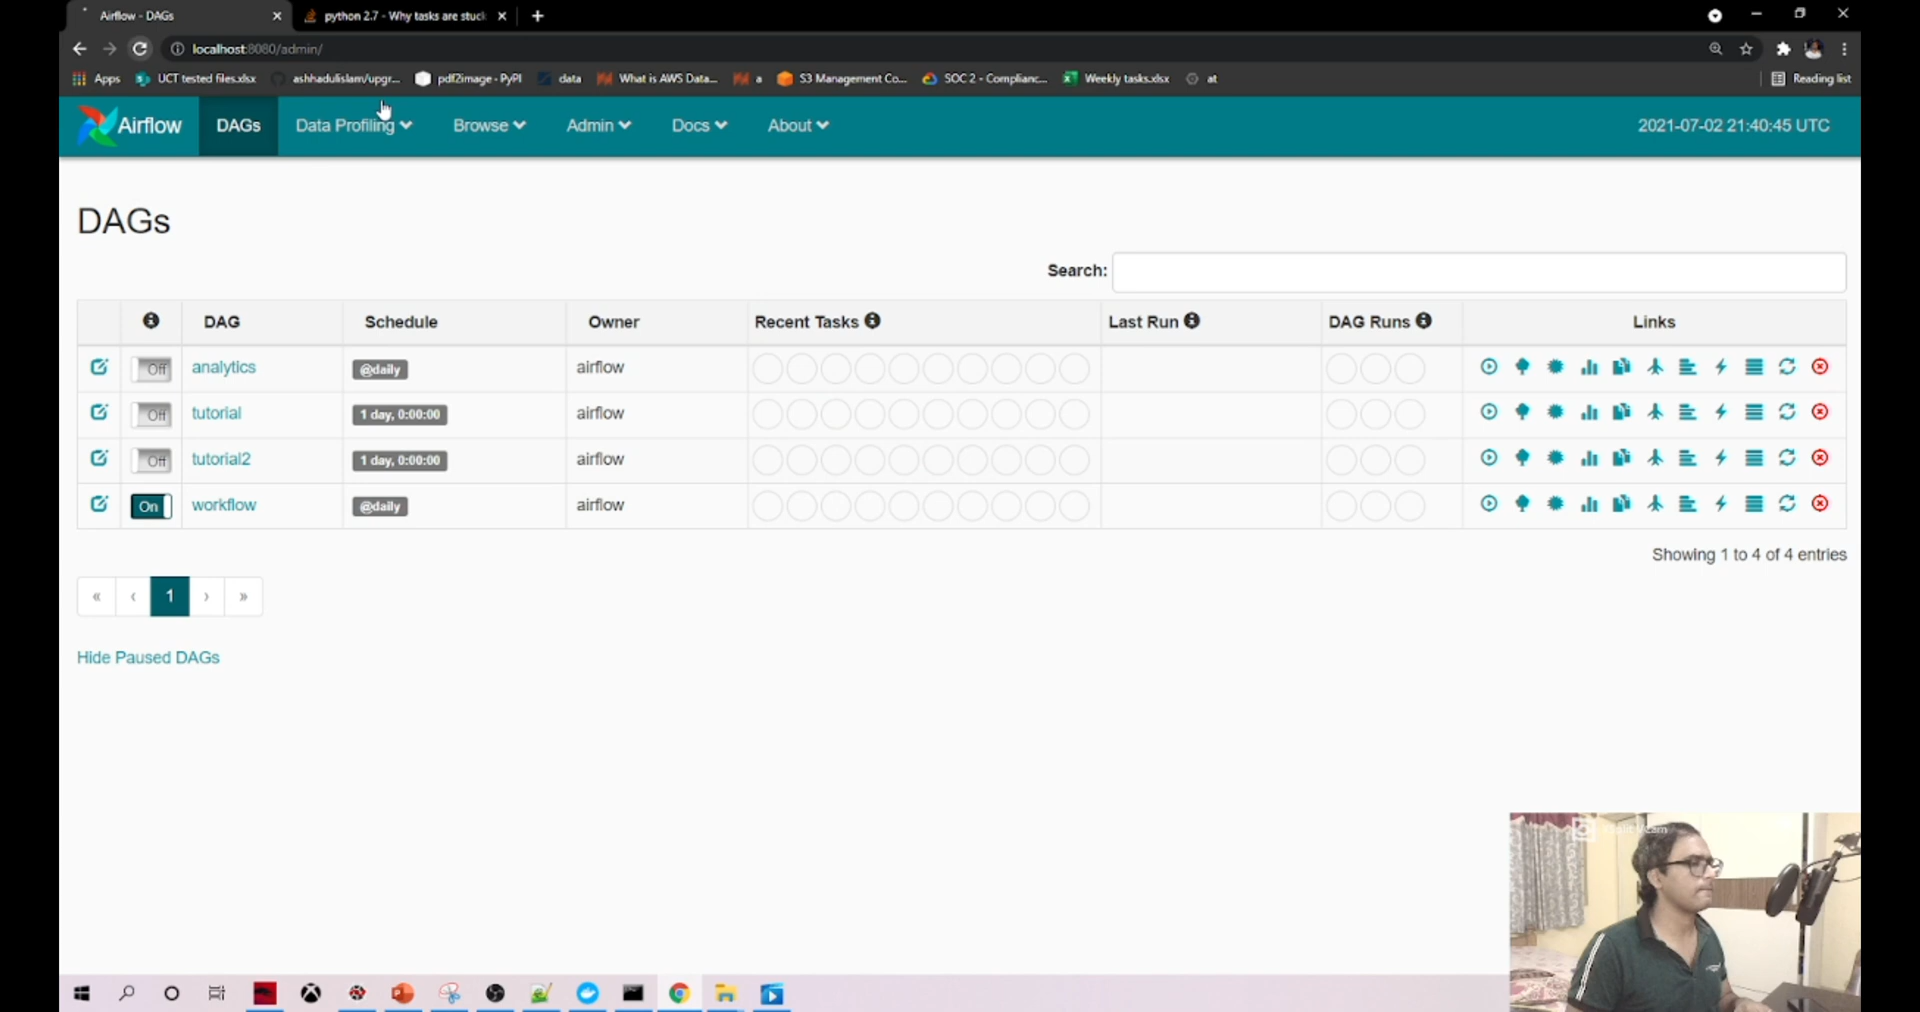 Airflow - DAGs
python 2.7 - Why tasks are stuc
localhost:8080/admin/
Apps UCT tested files.xlsx ashhadulislam/upgr... pdf2image · PyPI data What is AWS Data... a S3 Management Co... SOC 2 - Complianc... Weekly tasks.xlsx at Reading list
Airflow DAGs Data Profiling Browse Admin Docs About 2021-07-02 21:40:45 UTC
DAGs
Search:
DAG Schedule Owner Recent Tasks Last Run DAG Runs Links
Off analytics @daily airflow
Off tutorial 1 day, 0:00:00 airflow
Off tutorial2 1 day, 0:00:00 airflow
On workflow @daily airflow
Showing 1 to 4 of 4 entries
« ‹ 1 › »
Hide Paused DAGs